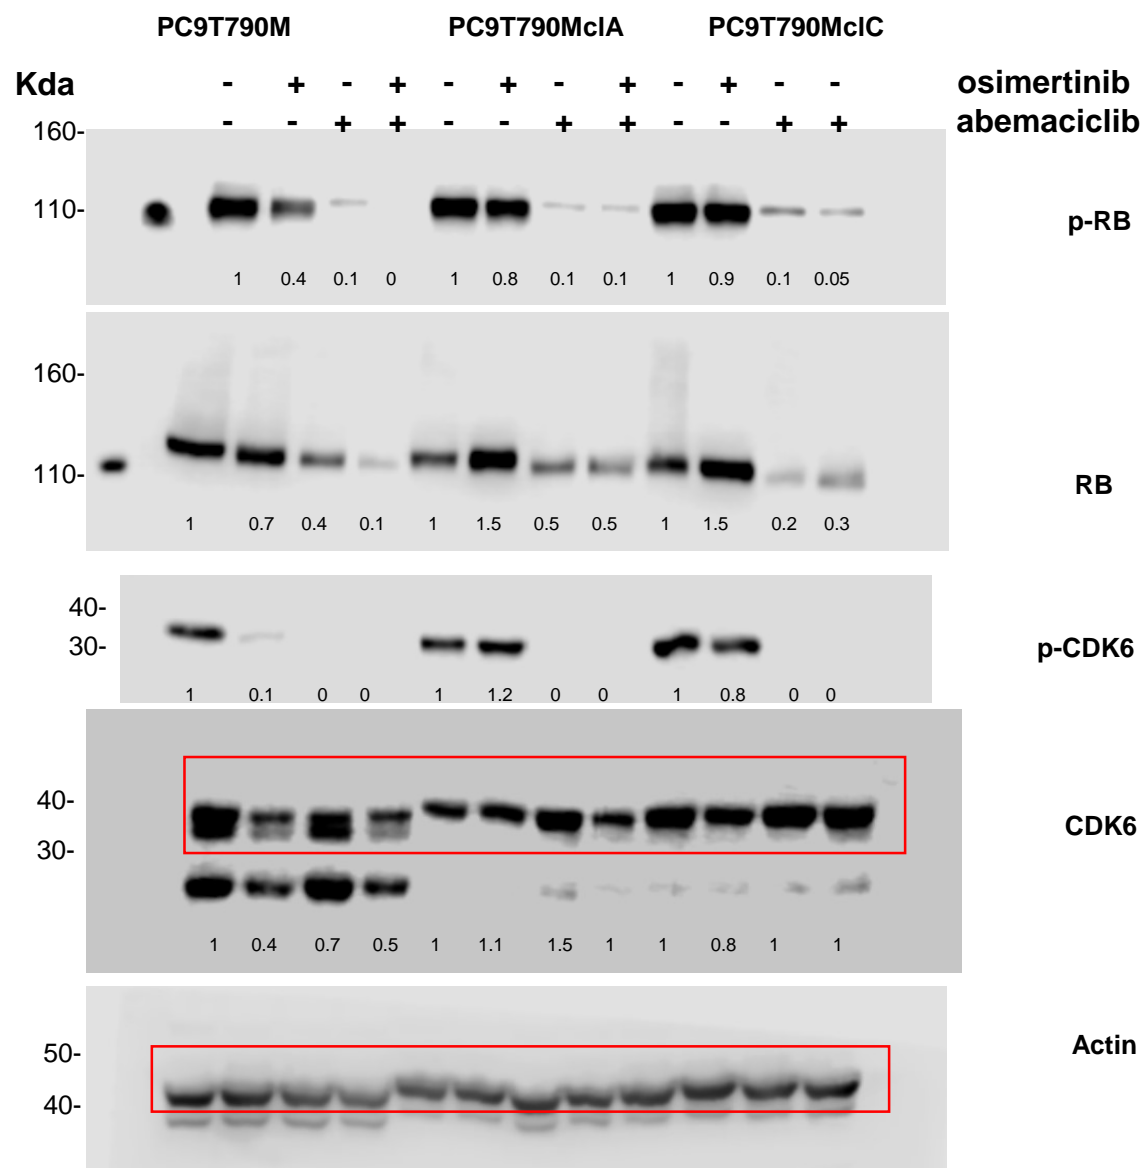 PC9T790M PC9T790MclA PC9T790MclC
Kda - + - + - + - + - + - - osimertinib
- - + + - - + + - - + + abemaciclib
160-
110-
p-RB
1 0.4 0.1 0 1 0.8 0.1 0.1 1 0.9 0.1 0.05
160-
110-
RB
1 0.7 0.4 0.1 1 1.5 0.5 0.5 1 1.5 0.2 0.3
40-
30-
p-CDK6
1 0.1 0 0 1 1.2 0 0 1 0.8 0 0
40-
CDK6
30-
1 0.4 0.7 0.5 1 1.1 1.5 1 1 0.8 1 1
Actin
50-
40-